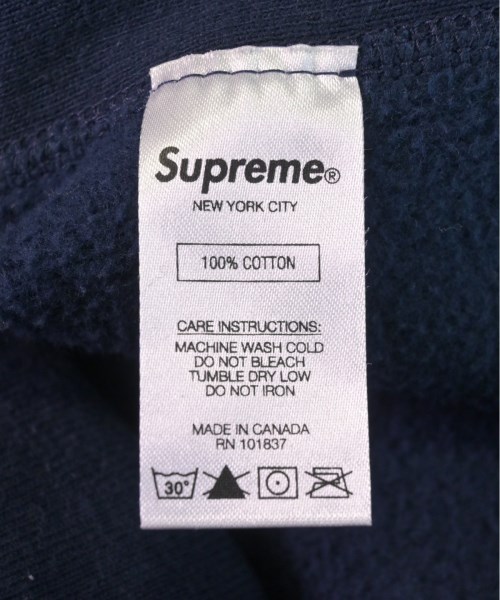 Supreme®
NEW YORK CITY
100% COTTON
CARE INSTRUCTIONS:
MACHINE WASH COLD
DO NOT BLEACH
TUMBLE DRY LOW
DO NOT IRON
MADE IN CANADA
RN 101837
30°